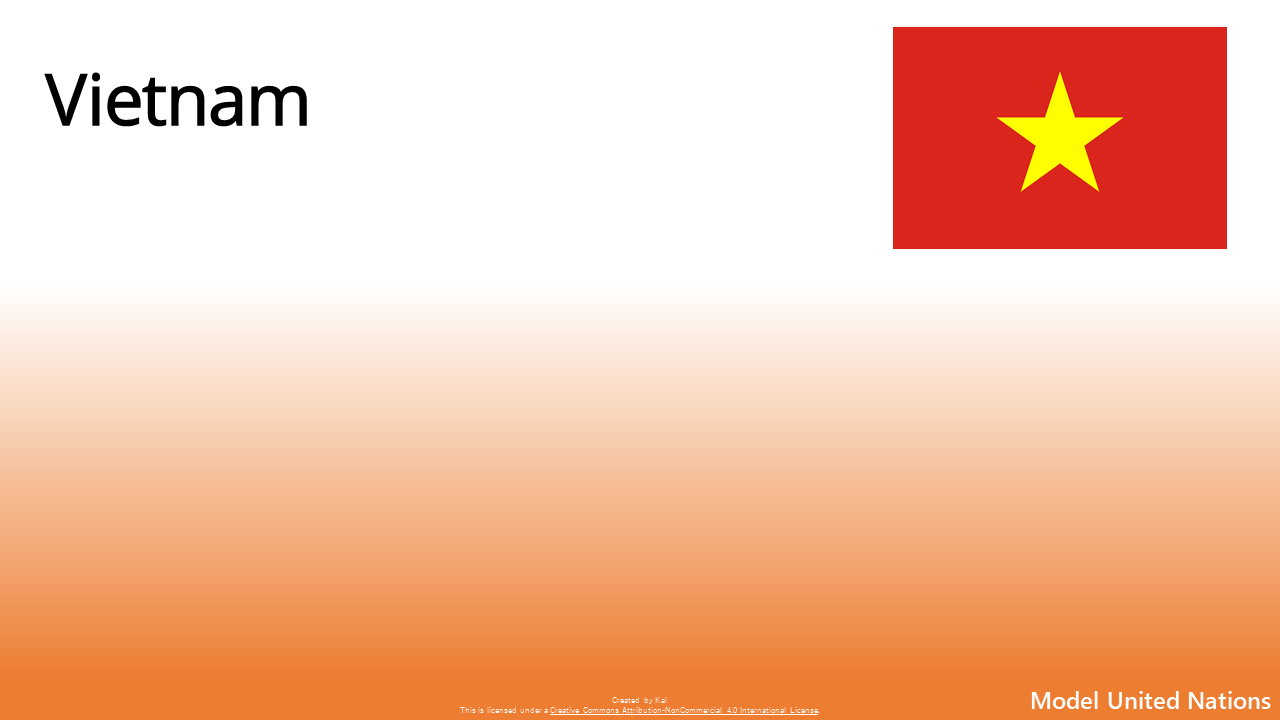 Vietnam
Created by Kai
This is licensed under a Creative Commons Attribution-NonCommercial 4.0 International License.
Model United Nations